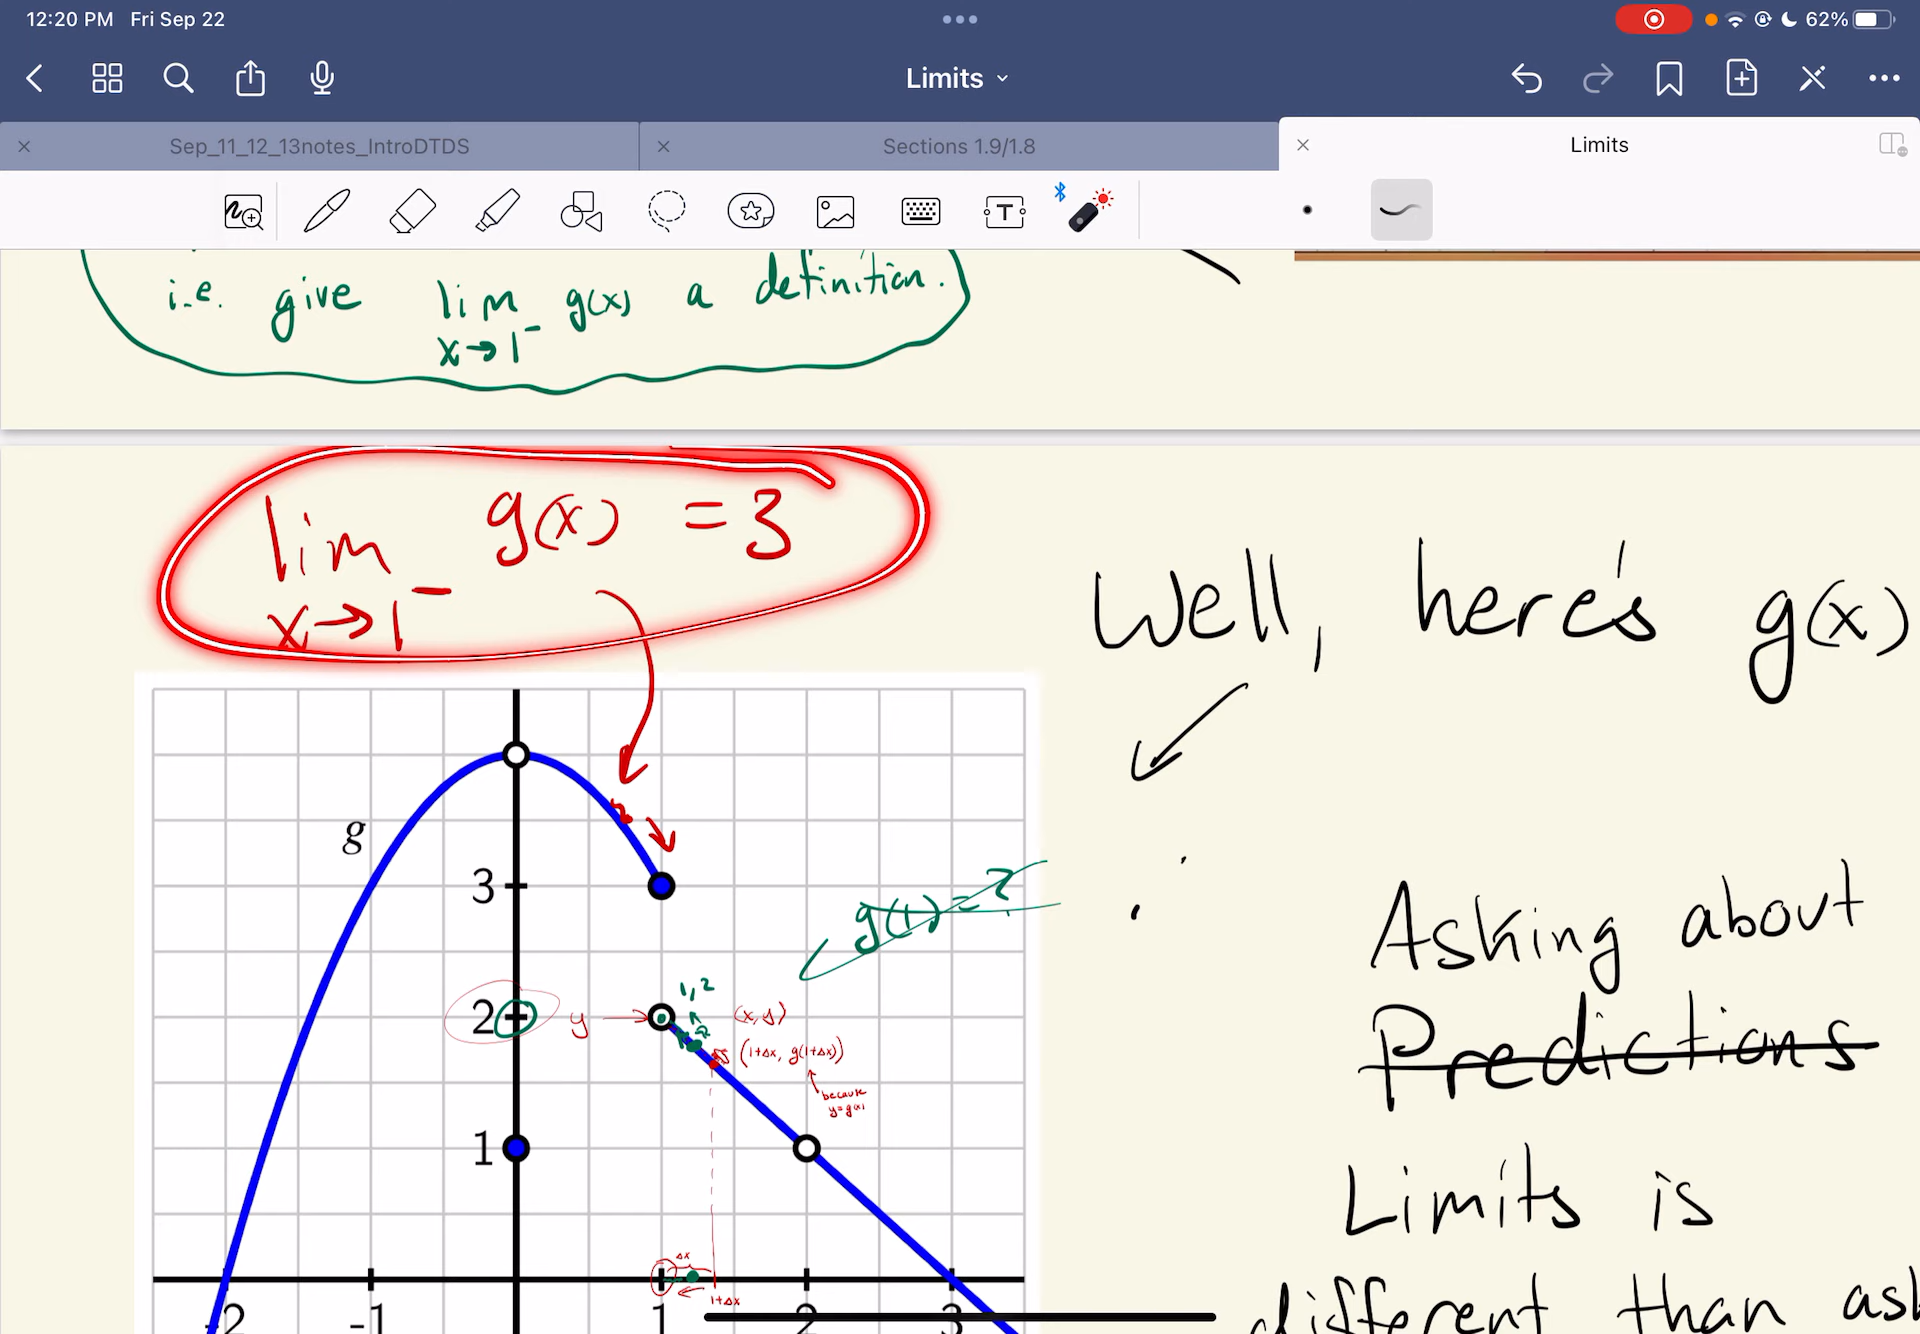 12:20 PM Fri Sep 22
62%
Limits
Sep_11_12_13notes_IntroDTDS
Sections 1.9/1.8
Limits
T
i.e. give lim g(x) a definition.
x→1⁻
lim g(x) = 3
x→1⁻
Well, here's g(x)
g
3
g(1) = ?
Asking about
1,2
2
y
(x,y)
(1+Δx, g(1+Δx))
Predictions
because
y=g(x)
1
Limits is
Δx
1+Δx
-2 -1 1 2 3
different than ask